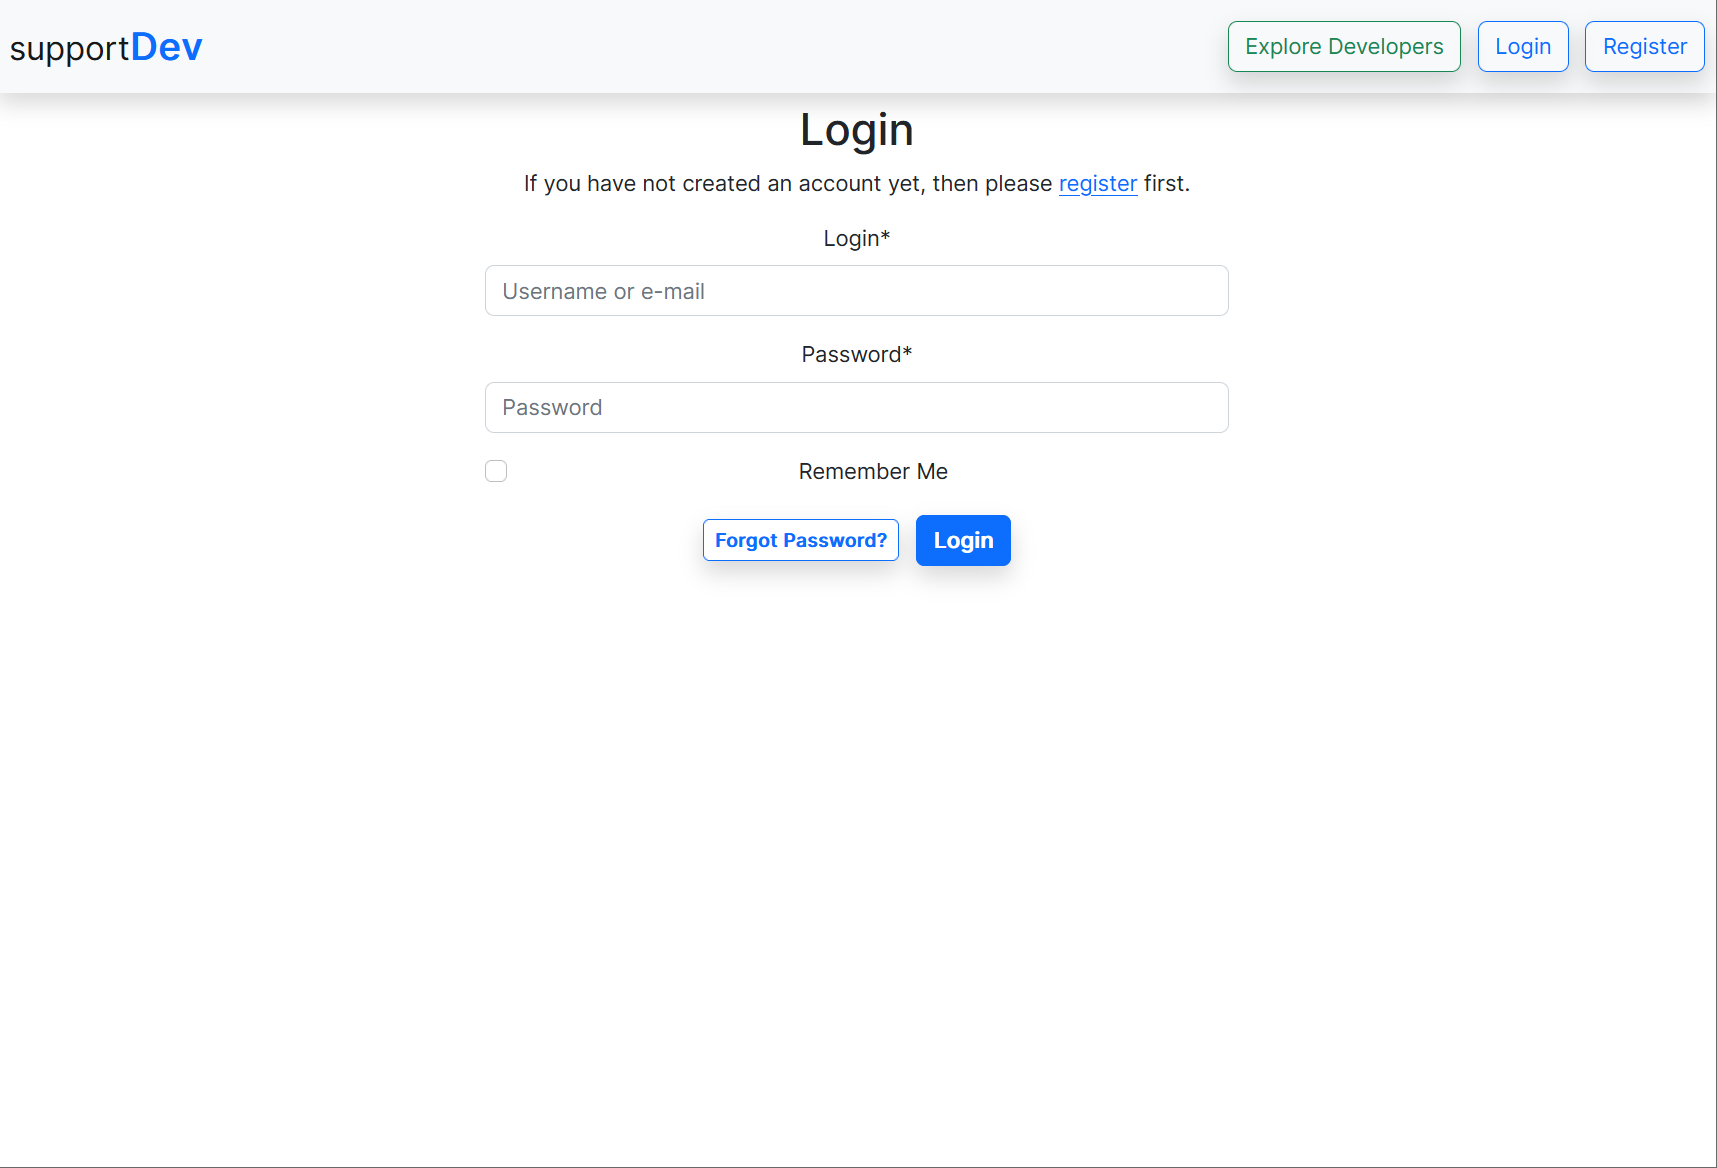 supportDev
Explore Developers
Login
Register
Login
If you have not created an account yet, then please register first.
Login*
Username or e-mail
Password*
Password
Remember Me
Forgot Password?
Login